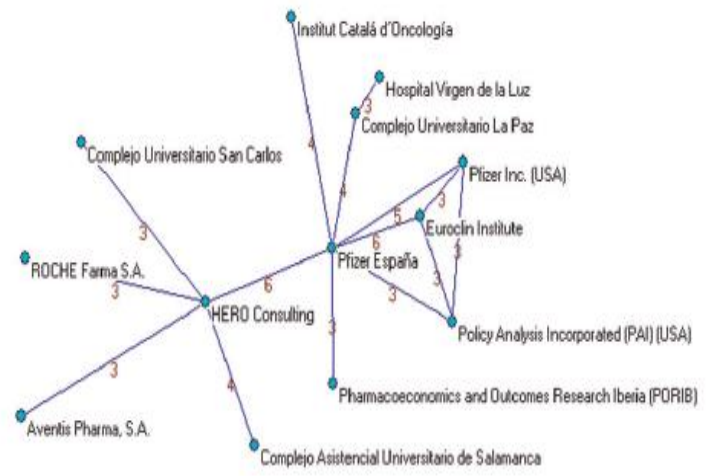 Institut Catalá d'Oncología
Hospital Virgen de la Luz
3
Complejo Universitario La Paz
4
Complejo Universitario San Carlos
4
Pfizer Inc. (USA)
3
5
Euroclin Institute
3
6
3
Pfizer España
ROCHE Farma S.A.
3
3
6
3
HERO Consulting
3
Policy Analysis Incorporated (PAI) (USA)
3
4
Pharmacoeconomics and Outcomes Research Iberia (PORIB)
Aventis Pharma, S.A.
Complejo Asistencial Universitario de Salamanca